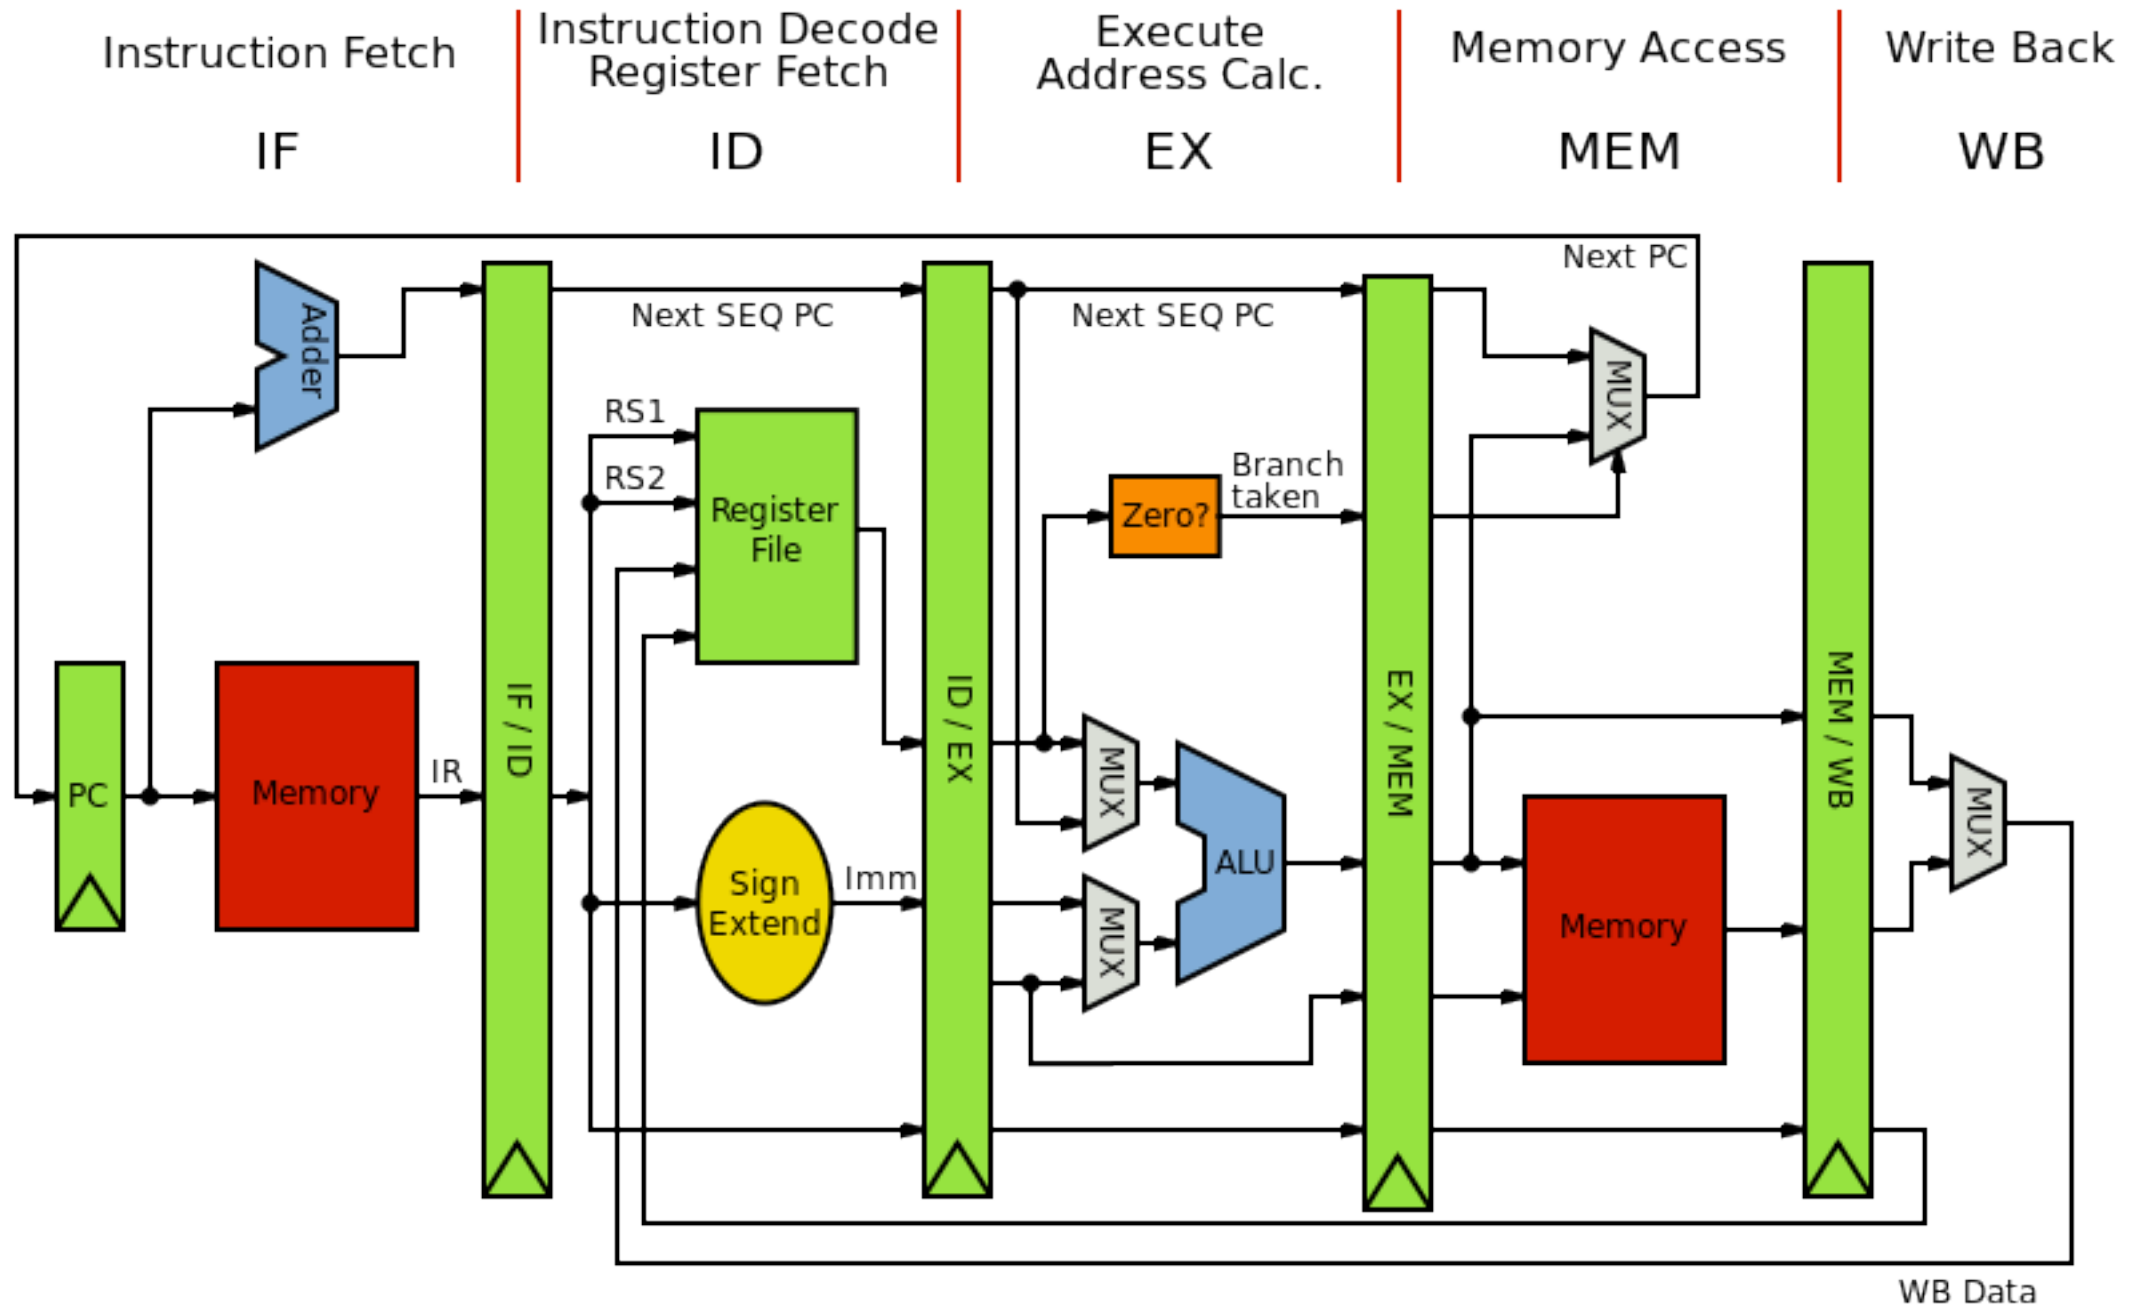 Instruction Fetch
IF
Instruction Decode
Register Fetch
ID
Execute
Address Calc.
EX
Memory Access
MEM
Write Back
WB
Next PC
Adder
Next SEQ PC
Next SEQ PC
MUX
RS1
RS2
Register
File
Branch
taken
Zero?
PC
Memory
IR
IF / ID
Sign
Extend
Imm
ID / EX
MUX
MUX
ALU
EX / MEM
Memory
MEM / WB
MUX
WB Data